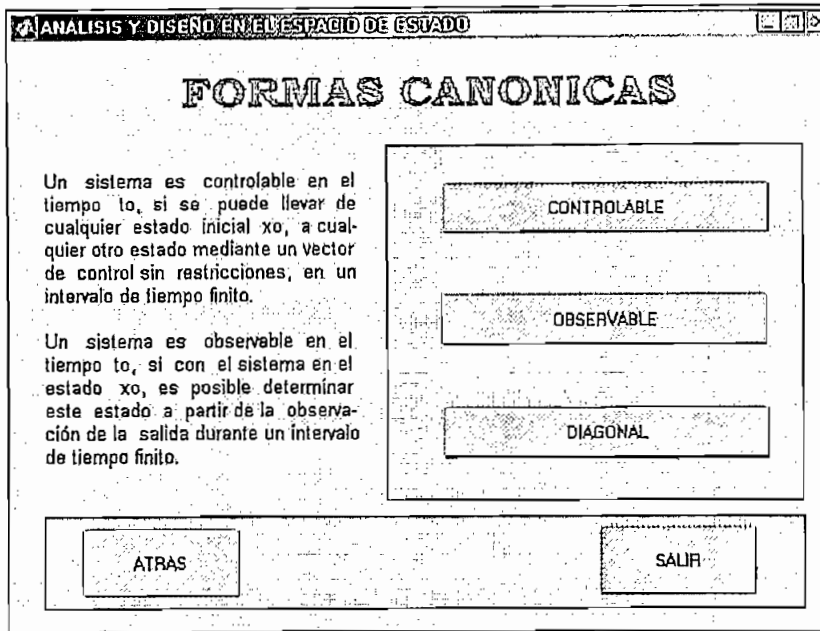 ANÁLISIS Y DISEÑO EN EL ESPACIO DE ESTADO
FORMAS CANONICAS
Un sistema es controlable en el
tiempo to, si se puede llevar de
cualquier estado inicial xo, a cual-
quier otro estado mediante un vector
de control sin restricciones, en un
intervalo de tiempo finito.
Un sistema es observable en el
tiempo to, si con el sistema en el
estado xo, es posible determinar
este estado a partir de la observa-
ción de la salida durante un intervalo
de tiempo finito.
CONTROLABLE
OBSERVABLE
DIAGONAL
ATRAS
SALIR